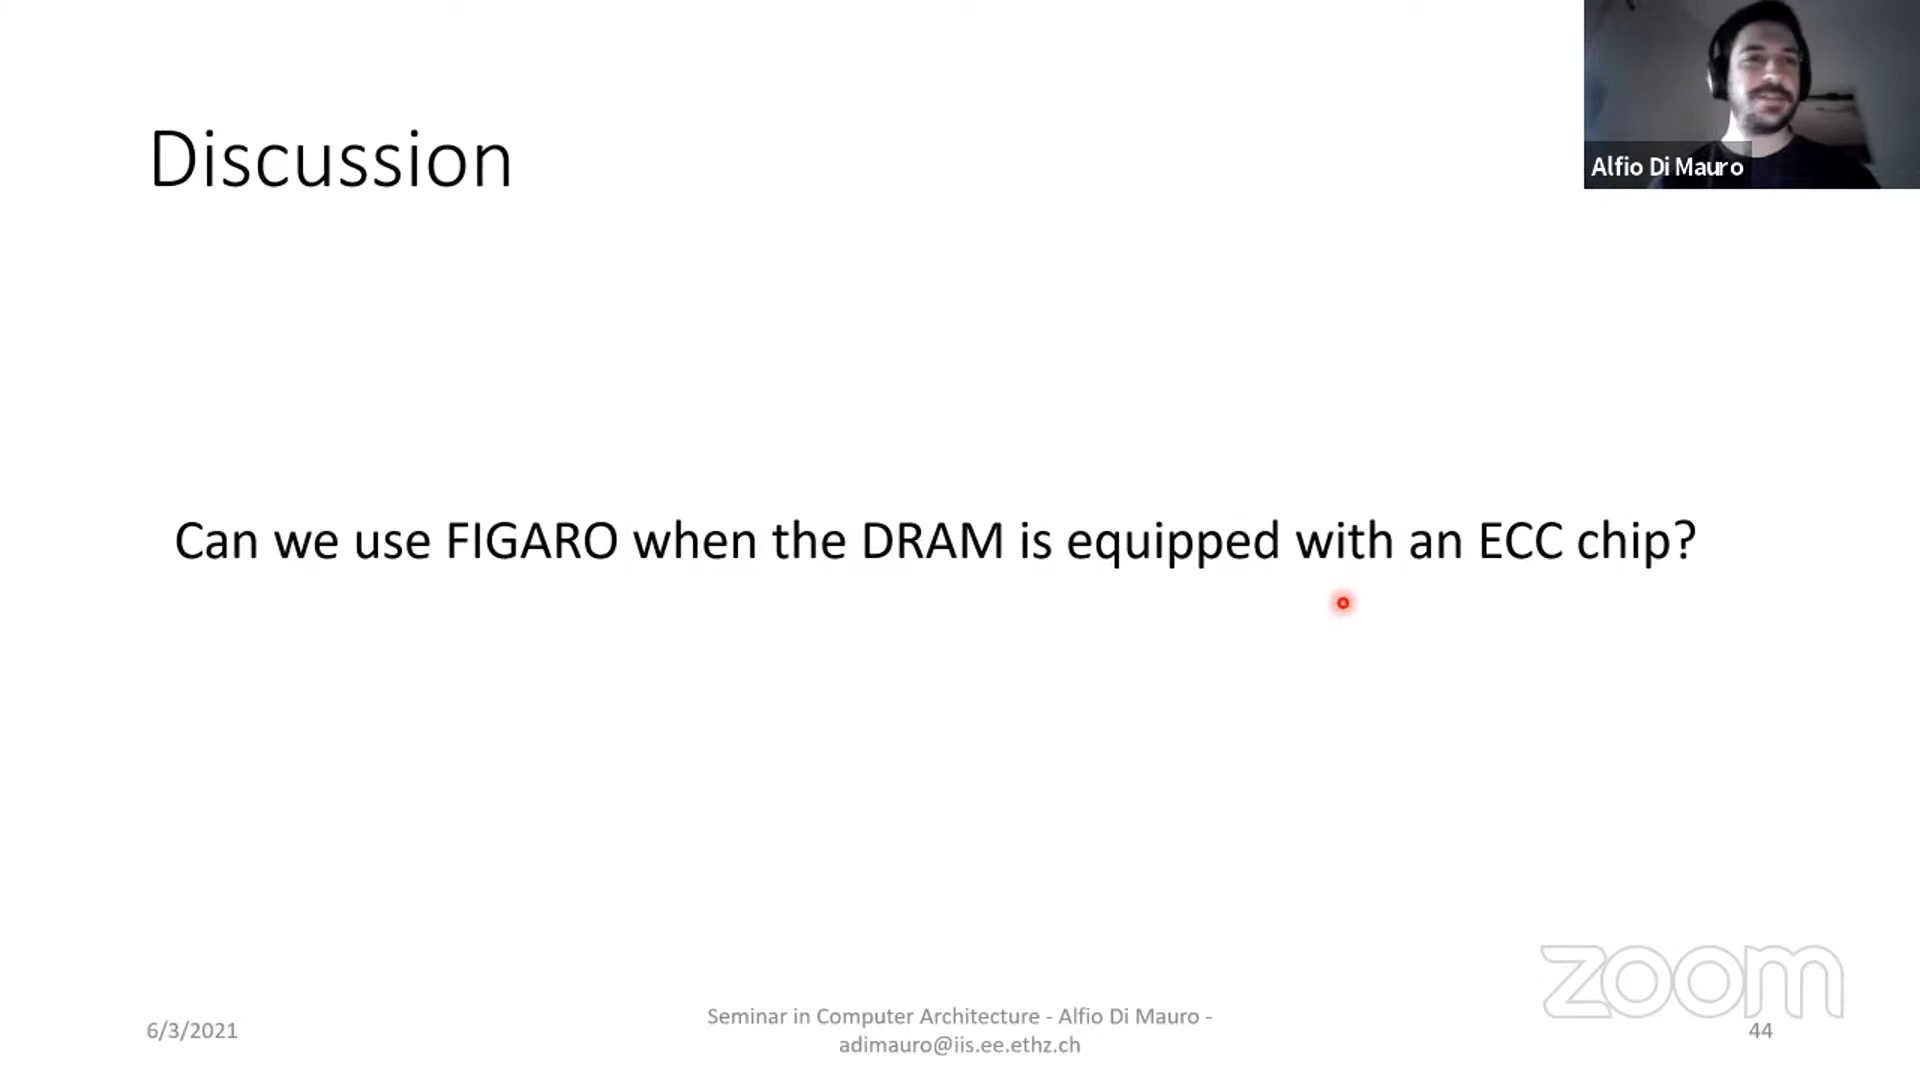 Discussion
Alfio Di Mauro
Can we use FIGARO when the DRAM is equipped with an ECC chip?
zoom
6/3/2021
Seminar in Computer Architecture - Alfio Di Mauro -
adimauro@iis.ee.ethz.ch
44